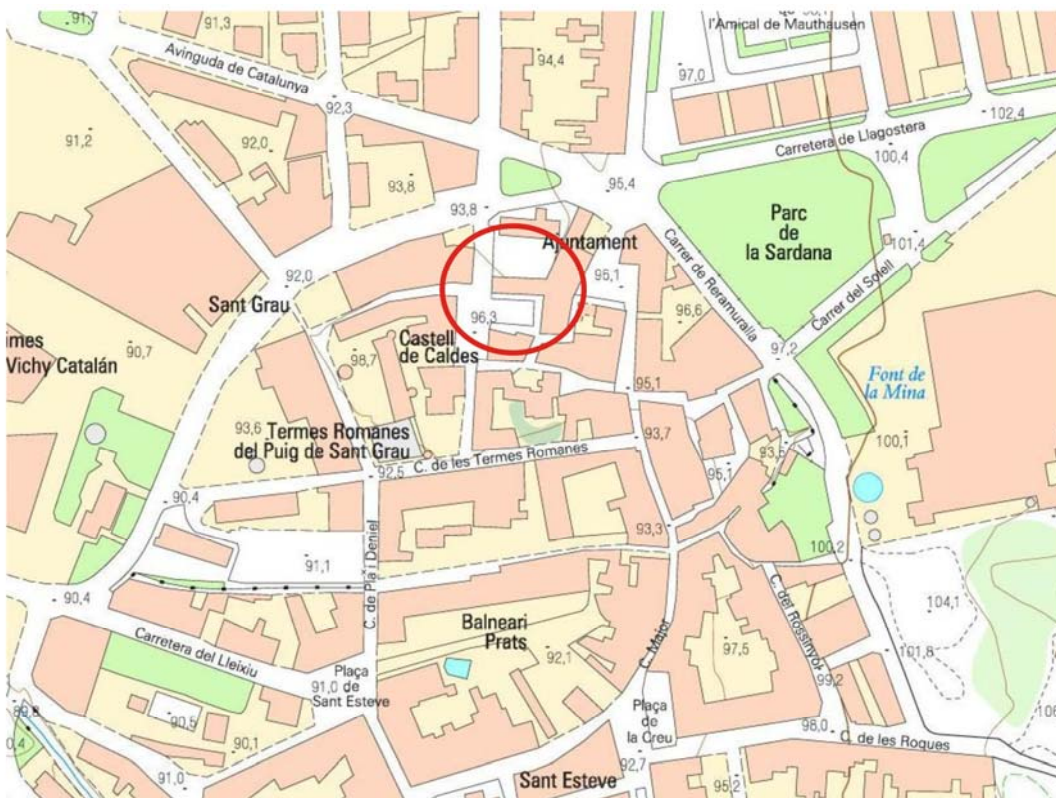 91,7
91,3
l'Amical de Mauthausen
Avinguda de Catalunya
94,4
97,0
92,3
102,4
91,2
92,0
Carretera de Llagostera
100,4
93,8
95,4
93,8
Parc
de
la Sardana
Ajuntament
101,4
92,0
95,1
Carrer de Reramuralla
Carrer del Soleil
Sant Grau
96,3
96,6
ames
Vichy Catalán
90,7
Castell
de Caldes
98,7
97,2
Font de
la Mina
95,1
93,6
Termes Romanes
del Puig de Sant Grau
93,7
93,5
100,1
C. de les Termes Romanes
92,5
95,1
90,4
93,3
100,2
91,1
C. de Pla i Deniel
90,4
104,1
Balneari
Prats
C. Major
C. del Rossinyol
Carretera del Lleixiu
92,1
97,5
101,8
Plaça
de
Sant Esteve
91,0
99,2
Plaça
de
la Creu
89,8
90,5
98,0
C. de les Roques
90,1
92,7
91,0
Sant Esteve
95,2